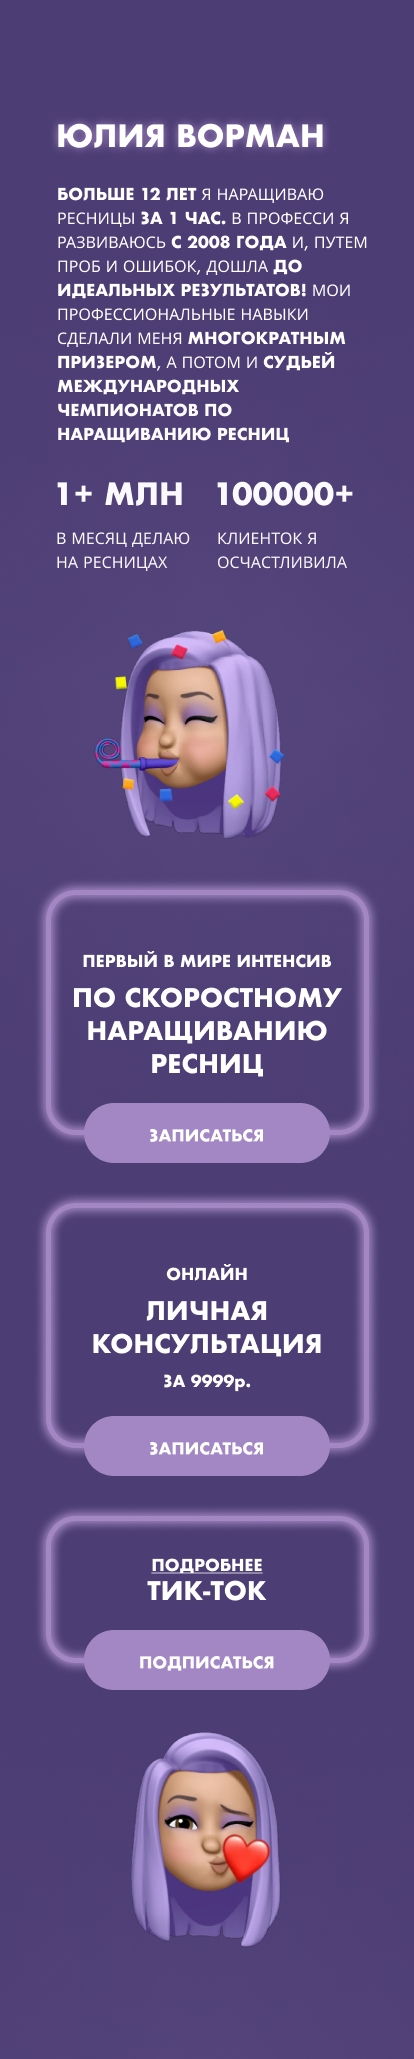 ЮЛИЯ ВОРМАН
БОЛЬШЕ 12 ЛЕТ Я НАРАЩИВАЮ
РЕСНИЦЫ ЗА 1 ЧАС. В ПРОФЕССИ Я
РАЗВИВАЮСЬ С 2008 ГОДА И, ПУТЕМ
ПРОБ И ОШИБОК, ДОШЛА ДО
ИДЕАЛЬНЫХ РЕЗУЛЬТАТОВ! МОИ
ПРОФЕССИОНАЛЬНЫЕ НАВЫКИ
СДЕЛАЛИ МЕНЯ МНОГОКРАТНЫМ
ПРИЗЕРОМ, А ПОТОМ И СУДЬЕЙ
МЕЖДУНАРОДНЫХ
ЧЕМПИОНАТОВ ПО
НАРАЩИВАНИЮ РЕСНИЦ
1+ МЛН
В МЕСЯЦ ДЕЛАЮ
НА РЕСНИЦАХ
100000+
КЛИЕНТОК Я
ОСЧАСТЛИВИЛА
ПЕРВЫЙ В МИРЕ ИНТЕНСИВ
ПО СКОРОСТНОМУ
НАРАЩИВАНИЮ
РЕСНИЦ
ЗАПИСАТЬСЯ
ОНЛАЙН
ЛИЧНАЯ
КОНСУЛЬТАЦИЯ
ЗА 9999р.
ЗАПИСАТЬСЯ
ПОДРОБНЕЕ
ТИК-ТОК
ПОДПИСАТЬСЯ